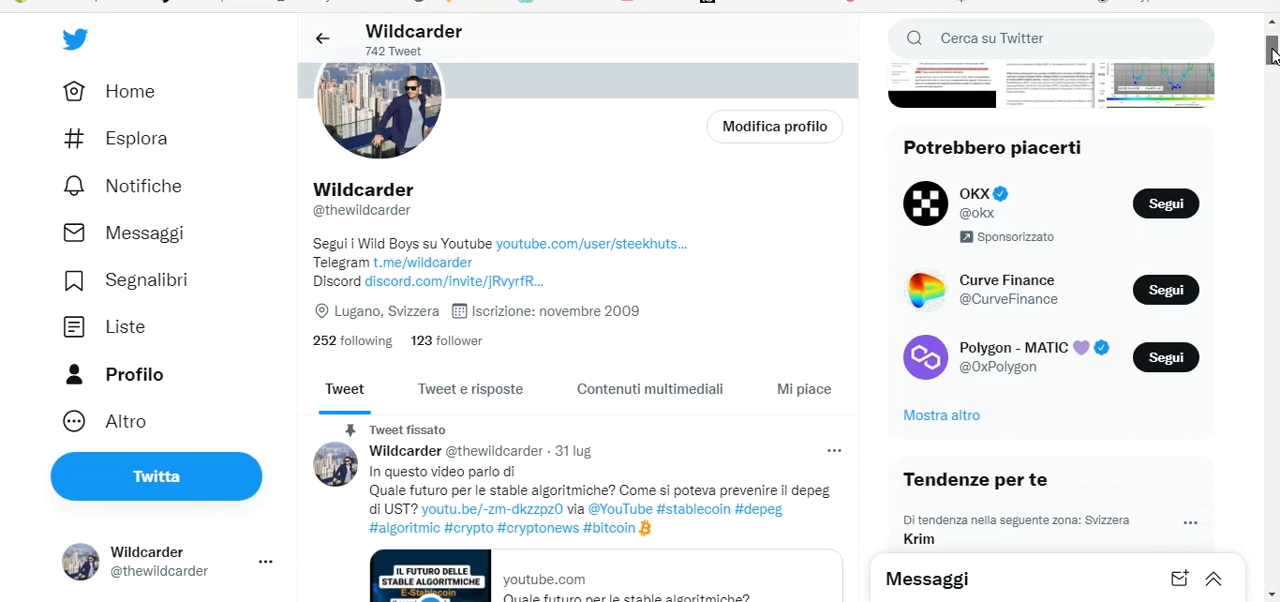 Wildcarder
742 Tweet
Cerca su Twitter
Home
Esplora
Notifiche
Messaggi
Segnalibri
Liste
Profilo
Altro
Twitta
Wildcarder
@thewildcarder
Modifica profilo
Wildcarder
@thewildcarder
Segui i Wild Boys su Youtube youtube.com/user/steekhuts…
Telegram t.me/wildcarder
Discord discord.com/invite/jRvyrfR…
Lugano, Svizzera Iscrizione: novembre 2009
252 following 123 follower
Tweet Tweet e risposte Contenuti multimediali Mi piace
Tweet fissato
Wildcarder @thewildcarder · 31 lug
In questo video parlo di
Quale futuro per le stable algoritmiche? Come si poteva prevenire il depeg
di UST? youtu.be/-zm-dkzzpz0 via @YouTube #stablecoin #depeg
#algoritmic #crypto #cryptonews #bitcoin
IL FUTURO DELLE
STABLE ALGORITMICHE
E-Stablecoin
youtube.com
Quale futuro per le stable algoritmiche?
Potrebbero piacerti
OKX
@okx
Sponsorizzato
Segui
Curve Finance
@CurveFinance
Segui
Polygon - MATIC 💜
@0xPolygon
Segui
Mostra altro
Tendenze per te
Di tendenza nella seguente zona: Svizzera
Krim
Messaggi